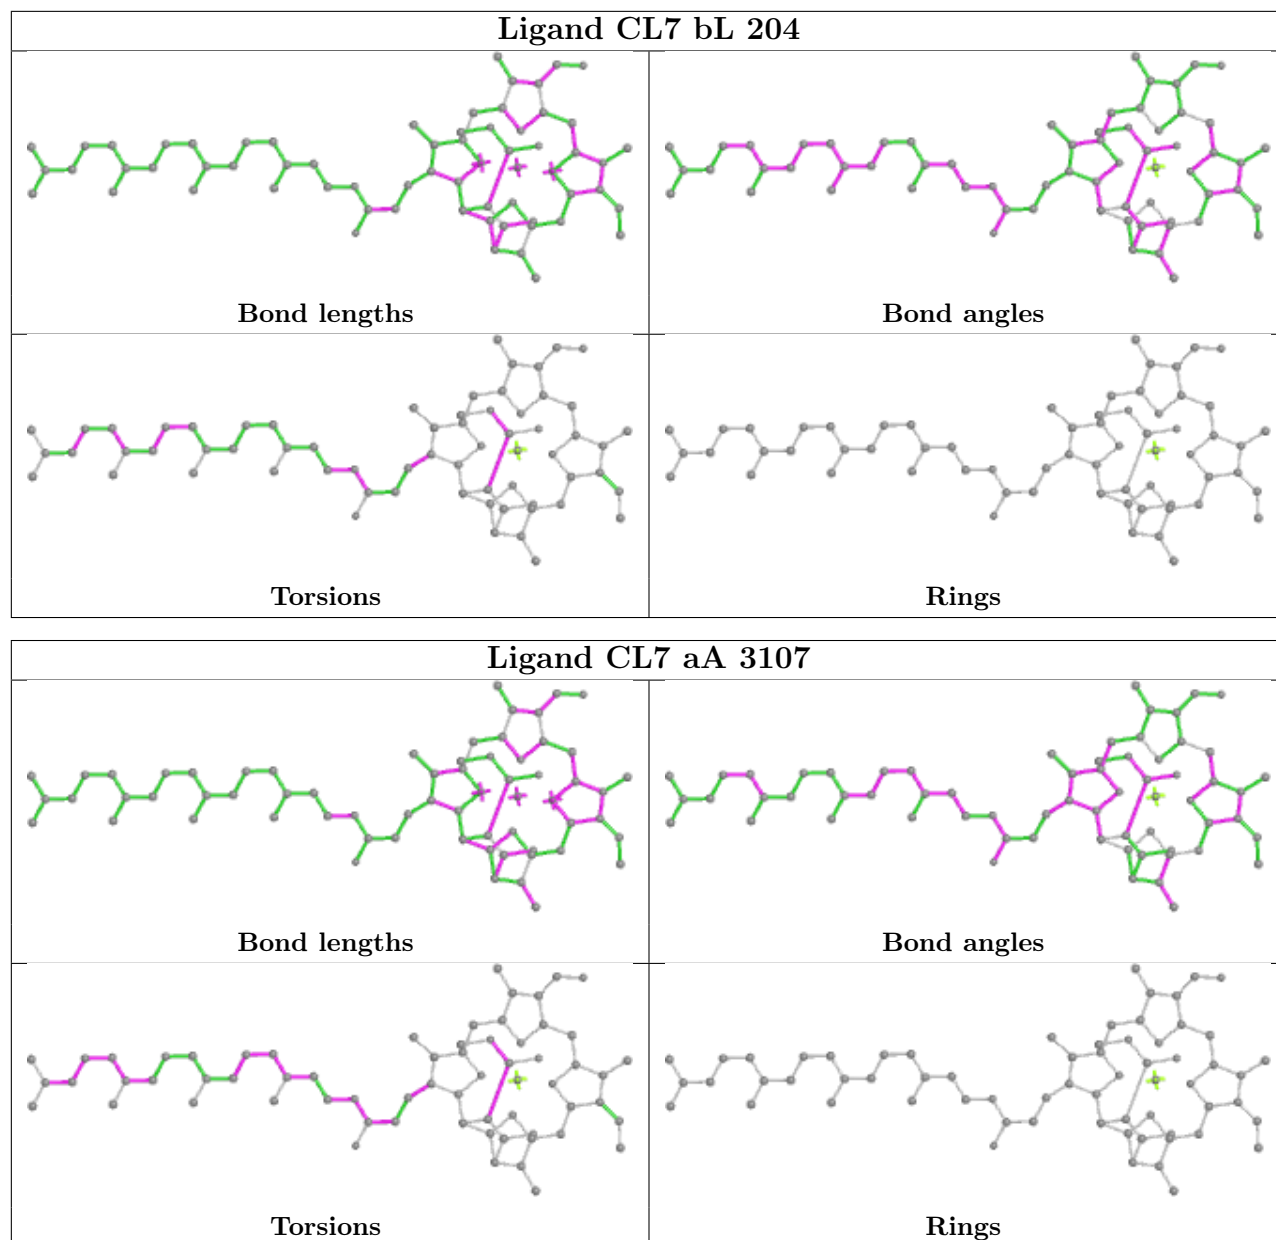 Ligand CL7 bL 204
Bond lengths
Bond angles
Torsions
Rings
Ligand CL7 aA 3107
Bond lengths
Bond angles
Torsions
Rings